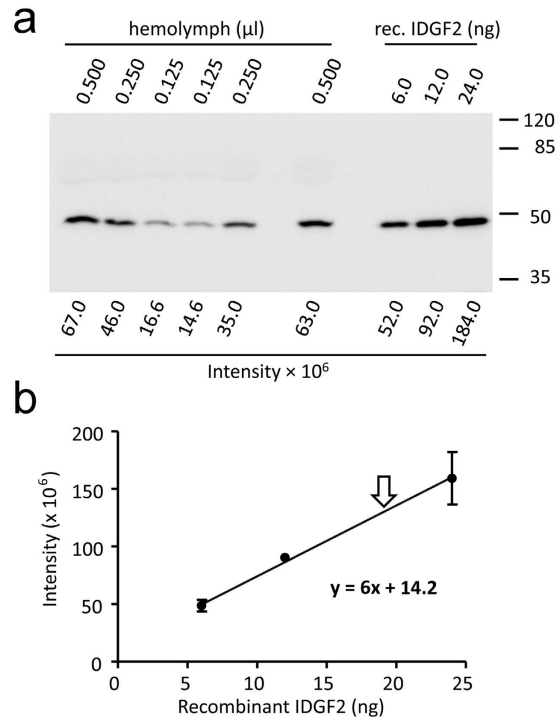 a
hemolymph (µl) rec. IDGF2 (ng)
0.500 0.250 0.125 0.125 0.250 0.500 6.0 12.0 24.0
120
85
50
35
67.0 46.0 16.6 14.6 35.0 63.0 52.0 92.0 184.0
Intensity × 10⁶
b
Intensity (x 10⁶)
200
150
100
50
0
y = 6x + 14.2
0 5 10 15 20 25
Recombinant IDGF2 (ng)